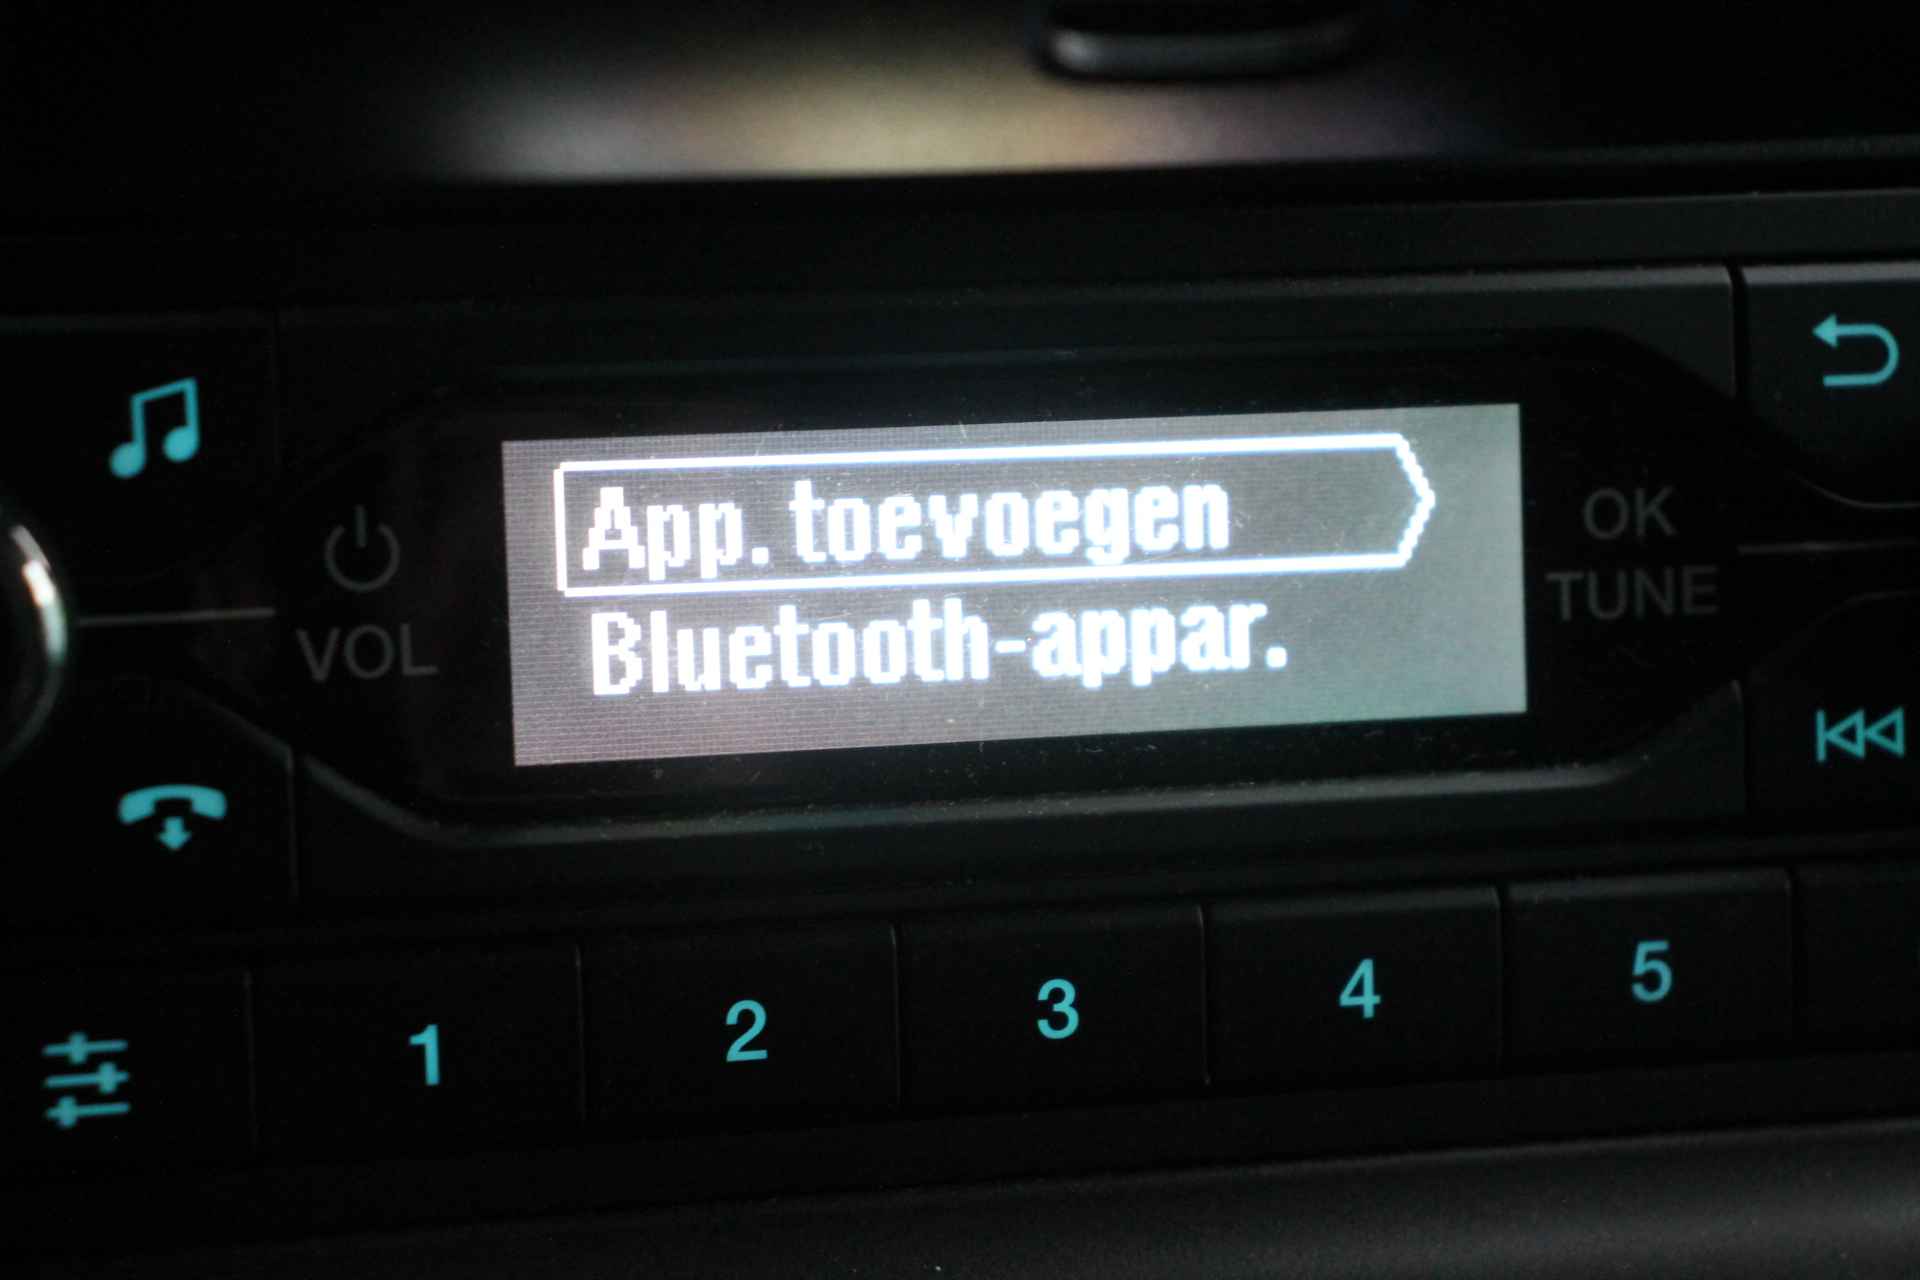 App. toevoegen
Bluetooth-appar.
VOL
OK
TUNE
1
2
3
4
5